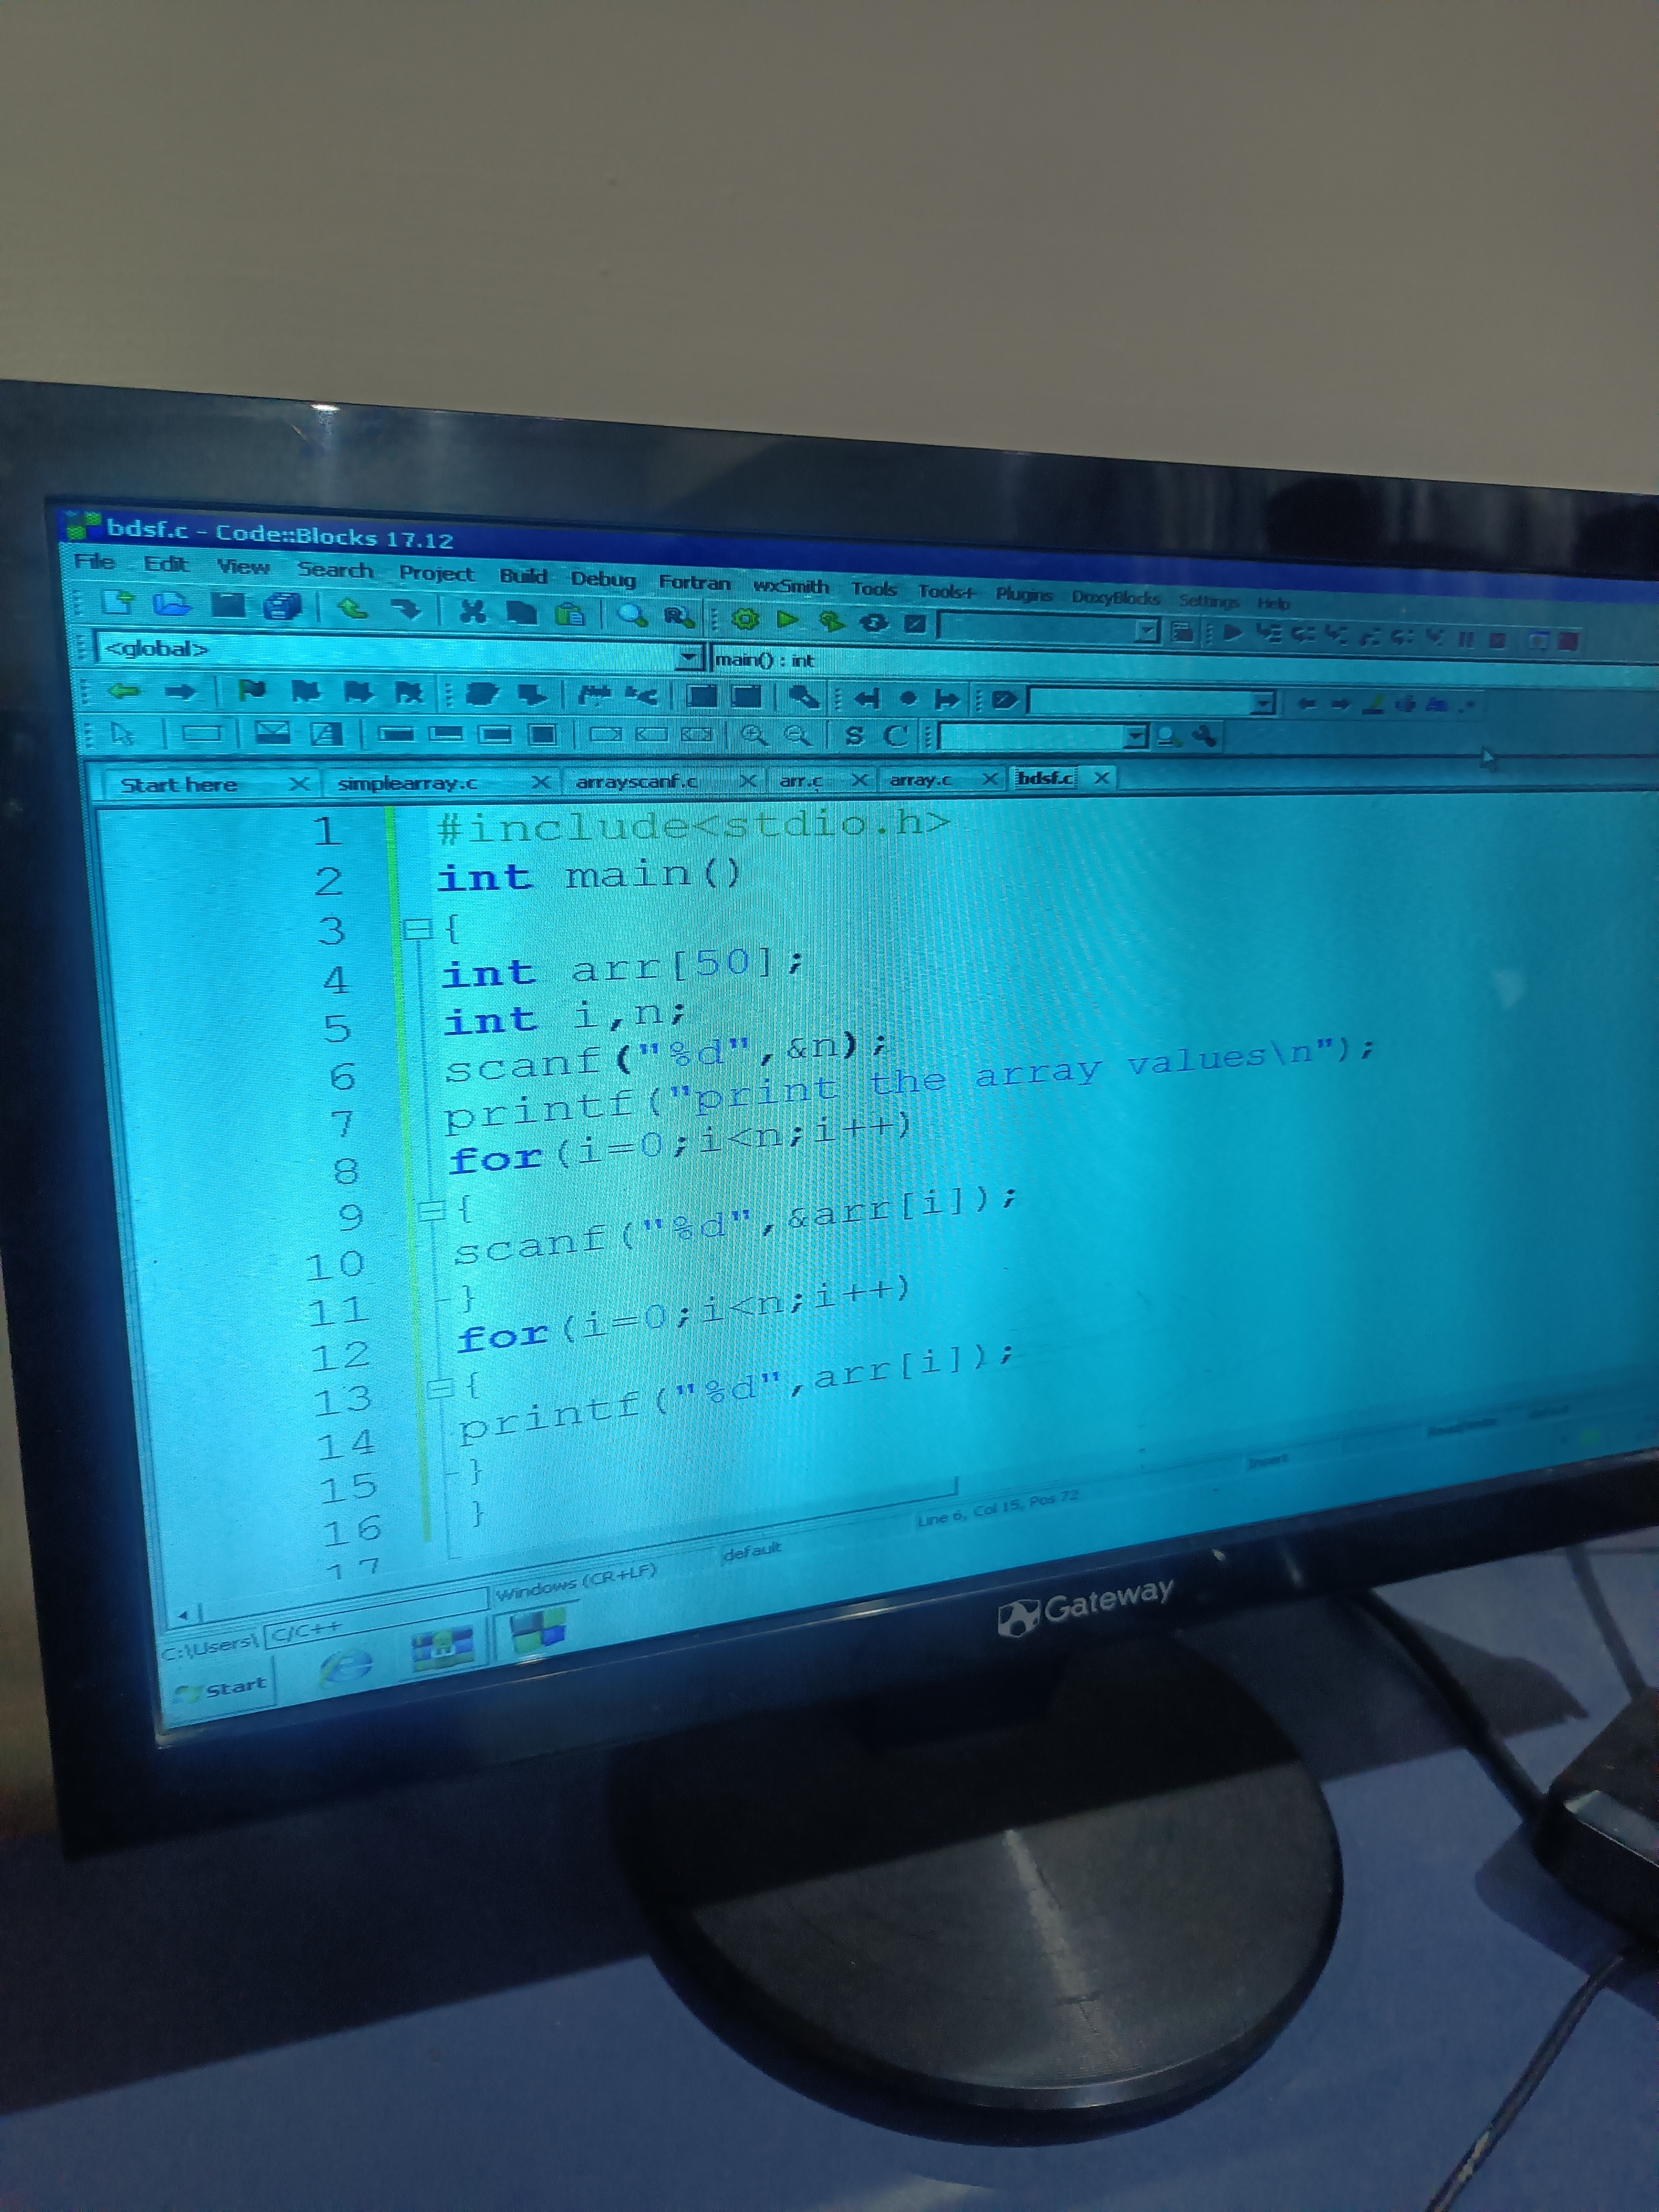 bdsf.c - Code::Blocks 17.12
File Edit View Search Project Build Debug Fortran wxSmith Tools Tools+ Plugins DoxyBlocks Settings Help
<global> main() : int
S C
Start here simplearray.c arrayscanf.c arr.c array.c bdsf.c
1 #include<stdio.h>
2 int main()
3 {
4 int arr[50];
5 int i,n;
6 scanf("%d",&n);
7 printf("print the array values\n");
8 for(i=0;i<n;i++)
9 {
10 scanf("%d",&arr[i]);
11 }
12 for(i=0;i<n;i++)
13 {
14 printf("%d",arr[i]);
15 }
16 }
17
C:\Users\ C/C++ Windows (CR+LF) default Line 6, Col 15, Pos 72 Insert
Start
Gateway